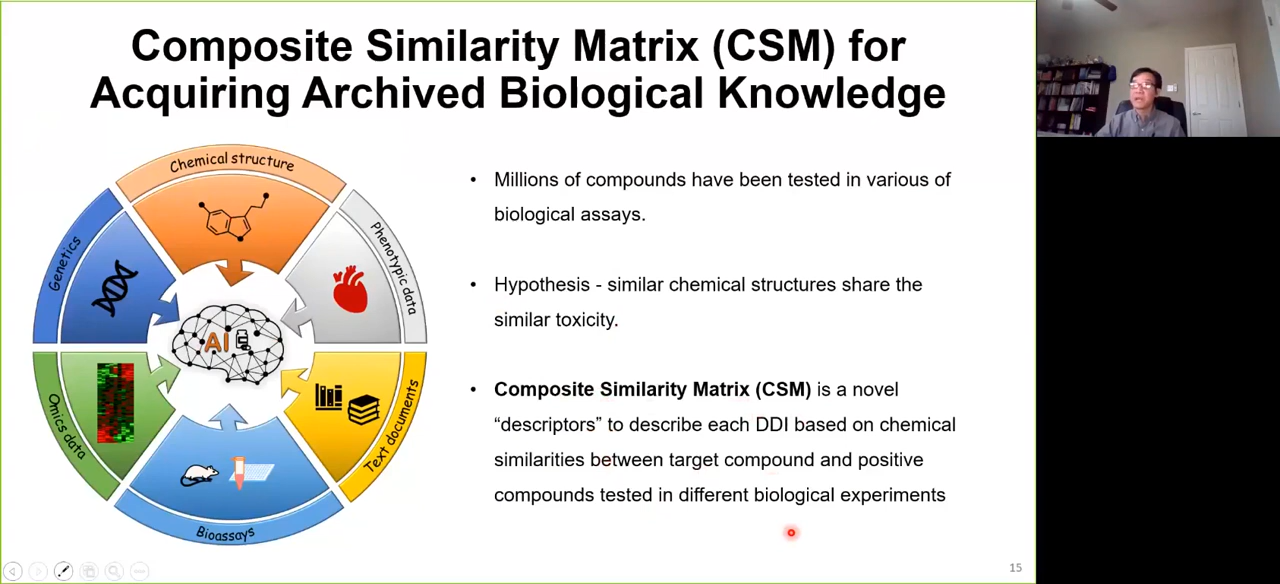 Composite Similarity Matrix (CSM) for
Acquiring Archived Biological Knowledge
Chemical structure
Phenotypic data
Genetics
AI
Omics data
Text documents
Bioassays
• Millions of compounds have been tested in various of
biological assays.
• Hypothesis - similar chemical structures share the
similar toxicity.
• Composite Similarity Matrix (CSM) is a novel
“descriptors” to describe each DDI based on chemical
similarities between target compound and positive
compounds tested in different biological experiments
15